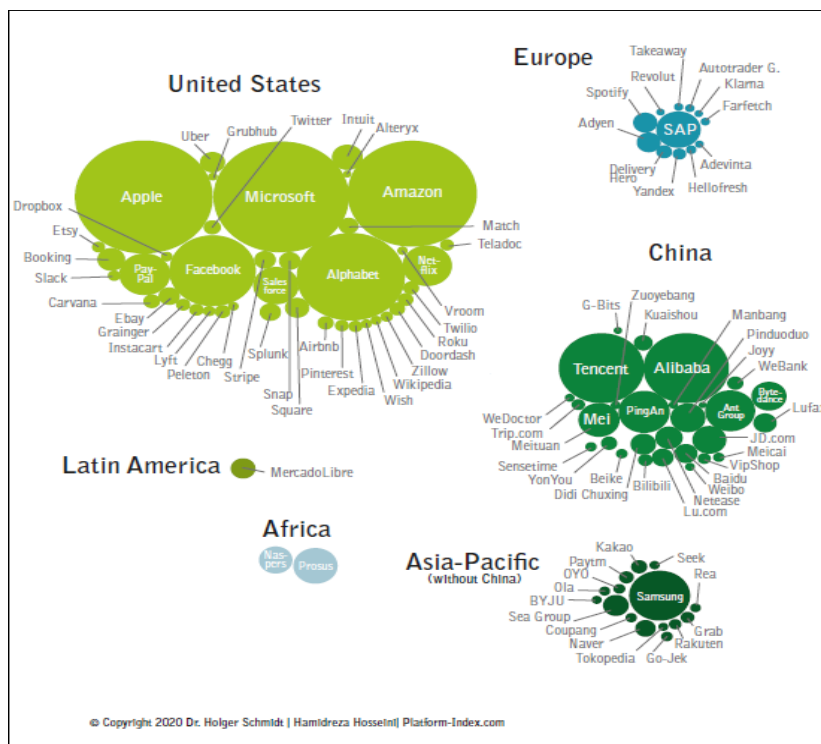 United States
Uber
Grubhub
Twitter
Intuit
Alteryx
Apple
Microsoft
Amazon
Dropbox
Etsy
Booking
Slack
Carvana
Pay-
Pal
Facebook
Sales
force
Alphabet
Net-
flix
Match
Teladoc
Ebay
Grainger
Instacart
Lyft
Peleton
Chegg
Stripe
Splunk
Snap
Square
Airbnb
Pinterest
Expedia
Wish
Wikipedia
Zillow
Doordash
Roku
Twilio
Vroom
Europe
Takeaway
Revolut
Autotrader G.
Klarna
Spotify
Farfetch
Adyen
SAP
Delivery
Hero
Yandex
Hellofresh
Adevinta
China
Zuoyebang
G-Bits
Kuaishou
Manbang
Pinduoduo
Joyy
WeBank
Tencent
Alibaba
Byte-
dance
WeDoctor
Trip.com
Meituan
Mei
PingAn
Ant
Group
Lufax
JD.com
Meicai
VipShop
Sensetime
YonYou
Beike
Didi Chuxing
Bilibili
Lu.com
Netease
Weibo
Baidu
Latin America
MercadoLibre
Africa
Nas-
pers
Prosus
Asia-Pacific
(without China)
Kakao
Seek
Paytm
OYO
Ola
BYJU
Rea
Samsung
Sea Group
Coupang
Naver
Tokopedia
Go-Jek
Rakuten
Grab
© Copyright 2020 Dr. Holger Schmidt | Hamidreza Hosseini| Platform-Index.com